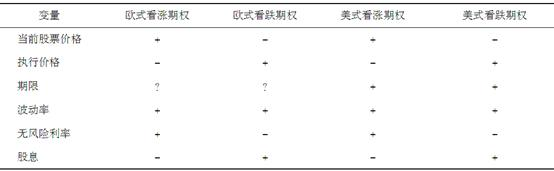 变量 欧式看涨期权 欧式看跌期权 美式看涨期权 美式看跌期权
当前股票价格 + − + −
执行价格 − + − +
期限 ? ? + +
波动率 + + + +
无风险利率 + − + −
股息 − + − +